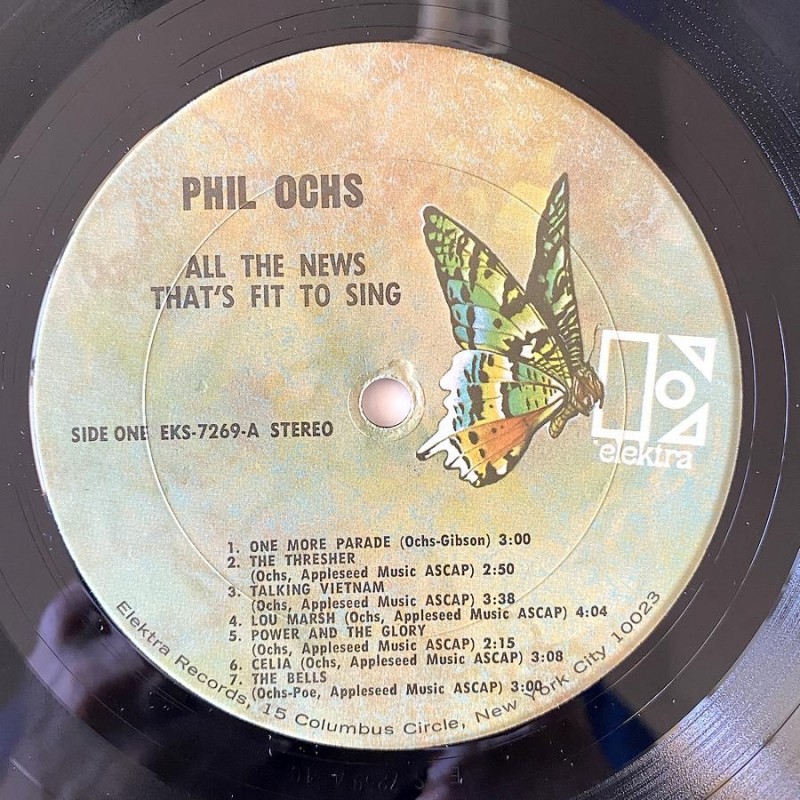 PHIL OCHS
ALL THE NEWS
THAT'S FIT TO SING
elektra
SIDE ONE EKS-7269-A STEREO
1. ONE MORE PARADE (Ochs-Gibson) 3:00
2. THE THRESHER
(Ochs, Appleseed Music ASCAP) 2:50
3. TALKING VIETNAM
(Ochs, Appleseed Music ASCAP) 3:38
4. LOU MARSH (Ochs, Appleseed Music ASCAP) 4:04
5. POWER AND THE GLORY
(Ochs, Appleseed Music ASCAP) 2:15
6. CELIA (Ochs, Appleseed Music ASCAP) 3:08
7. THE BELLS
(Ochs-Poe, Appleseed Music ASCAP) 3:00
Elektra Records, 15 Columbus Circle, New York City 10023